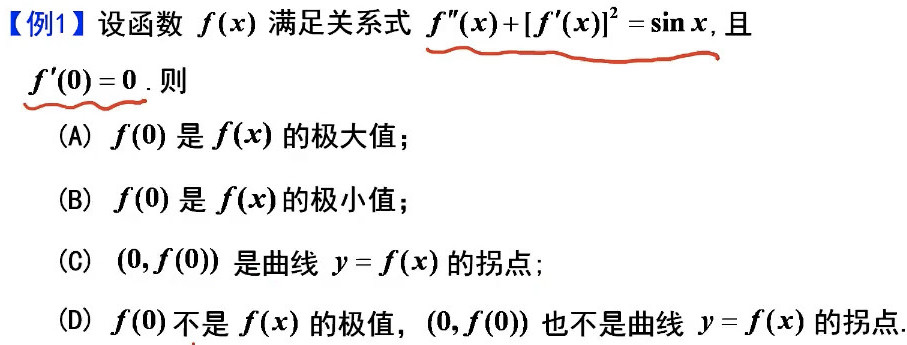 【例1】设函数 f(x) 满足关系式 f″(x)+[f′(x)]²=sin x, 且
f′(0)=0. 则
(A) f(0) 是 f(x) 的极大值;
(B) f(0) 是 f(x) 的极小值;
(C) (0,f(0)) 是曲线 y=f(x) 的拐点;
(D) f(0) 不是 f(x) 的极值, (0,f(0)) 也不是曲线 y=f(x) 的拐点.